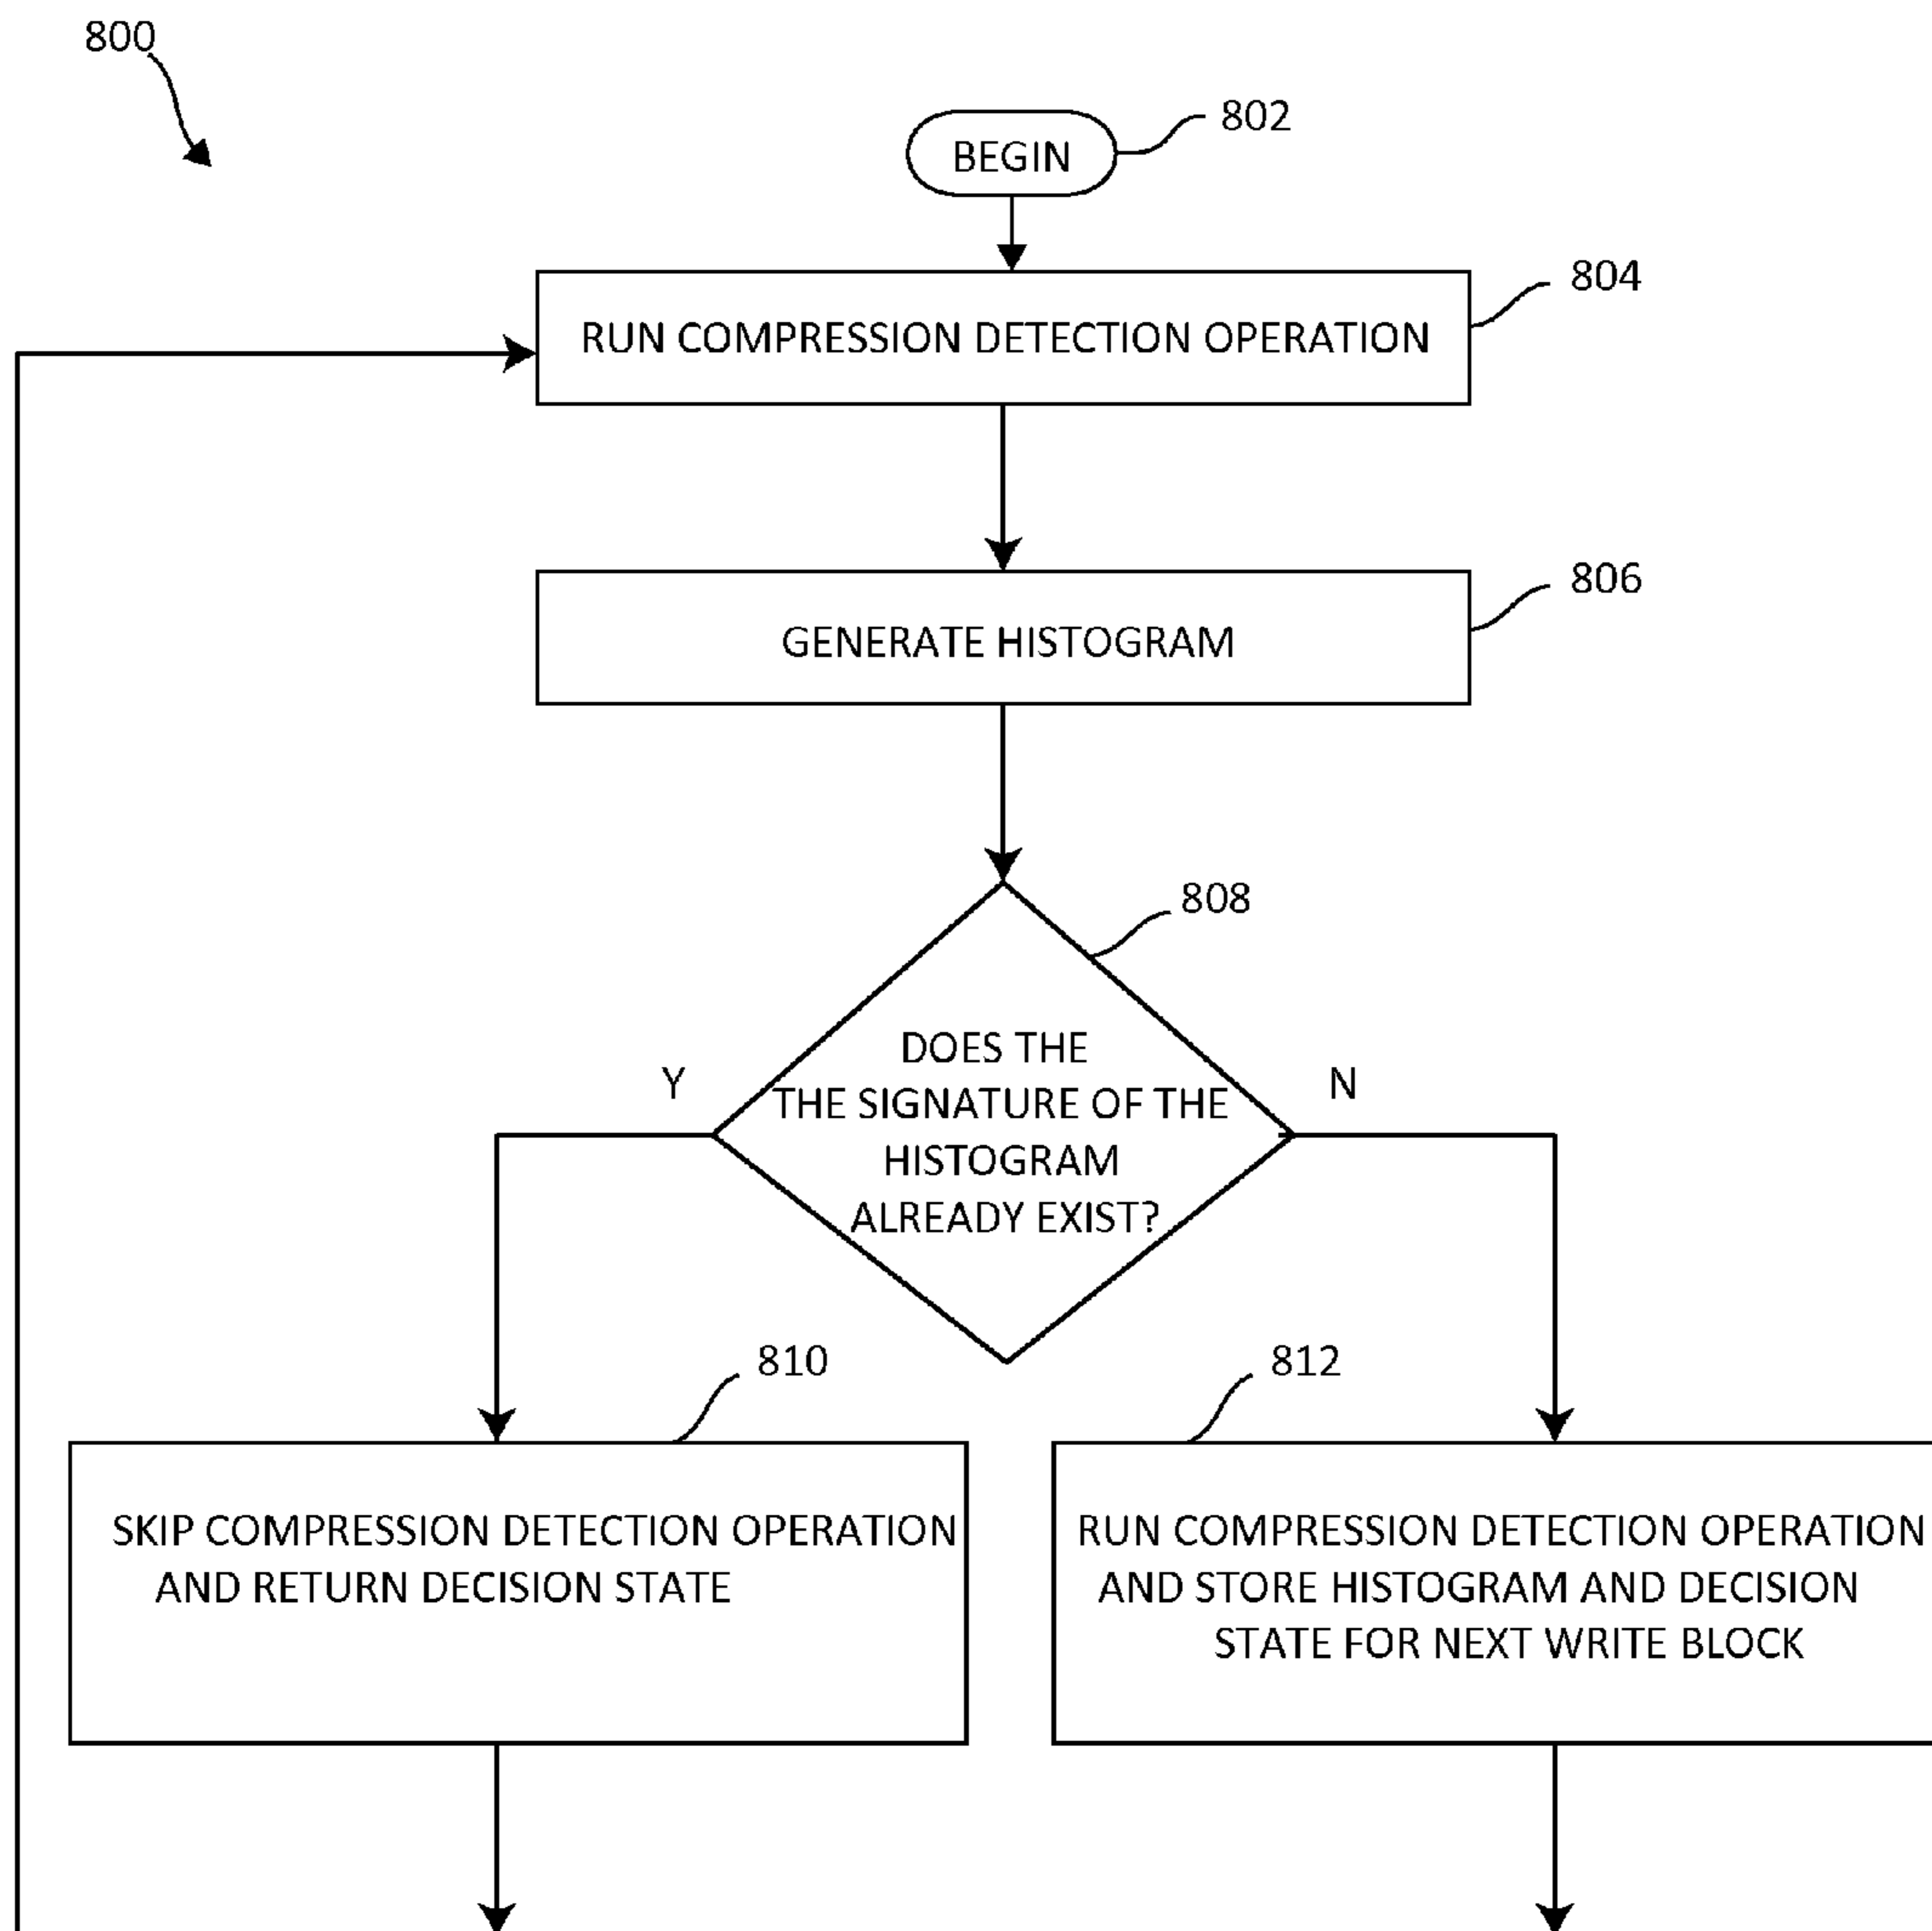 800
BEGIN
802
RUN COMPRESSION DETECTION OPERATION
804
GENERATE HISTOGRAM
806
808
DOES THE
THE SIGNATURE OF THE
HISTOGRAM
ALREADY EXIST?
Y
N
810
SKIP COMPRESSION DETECTION OPERATION
AND RETURN DECISION STATE
812
RUN COMPRESSION DETECTION OPERATION
AND STORE HISTOGRAM AND DECISION
STATE FOR NEXT WRITE BLOCK